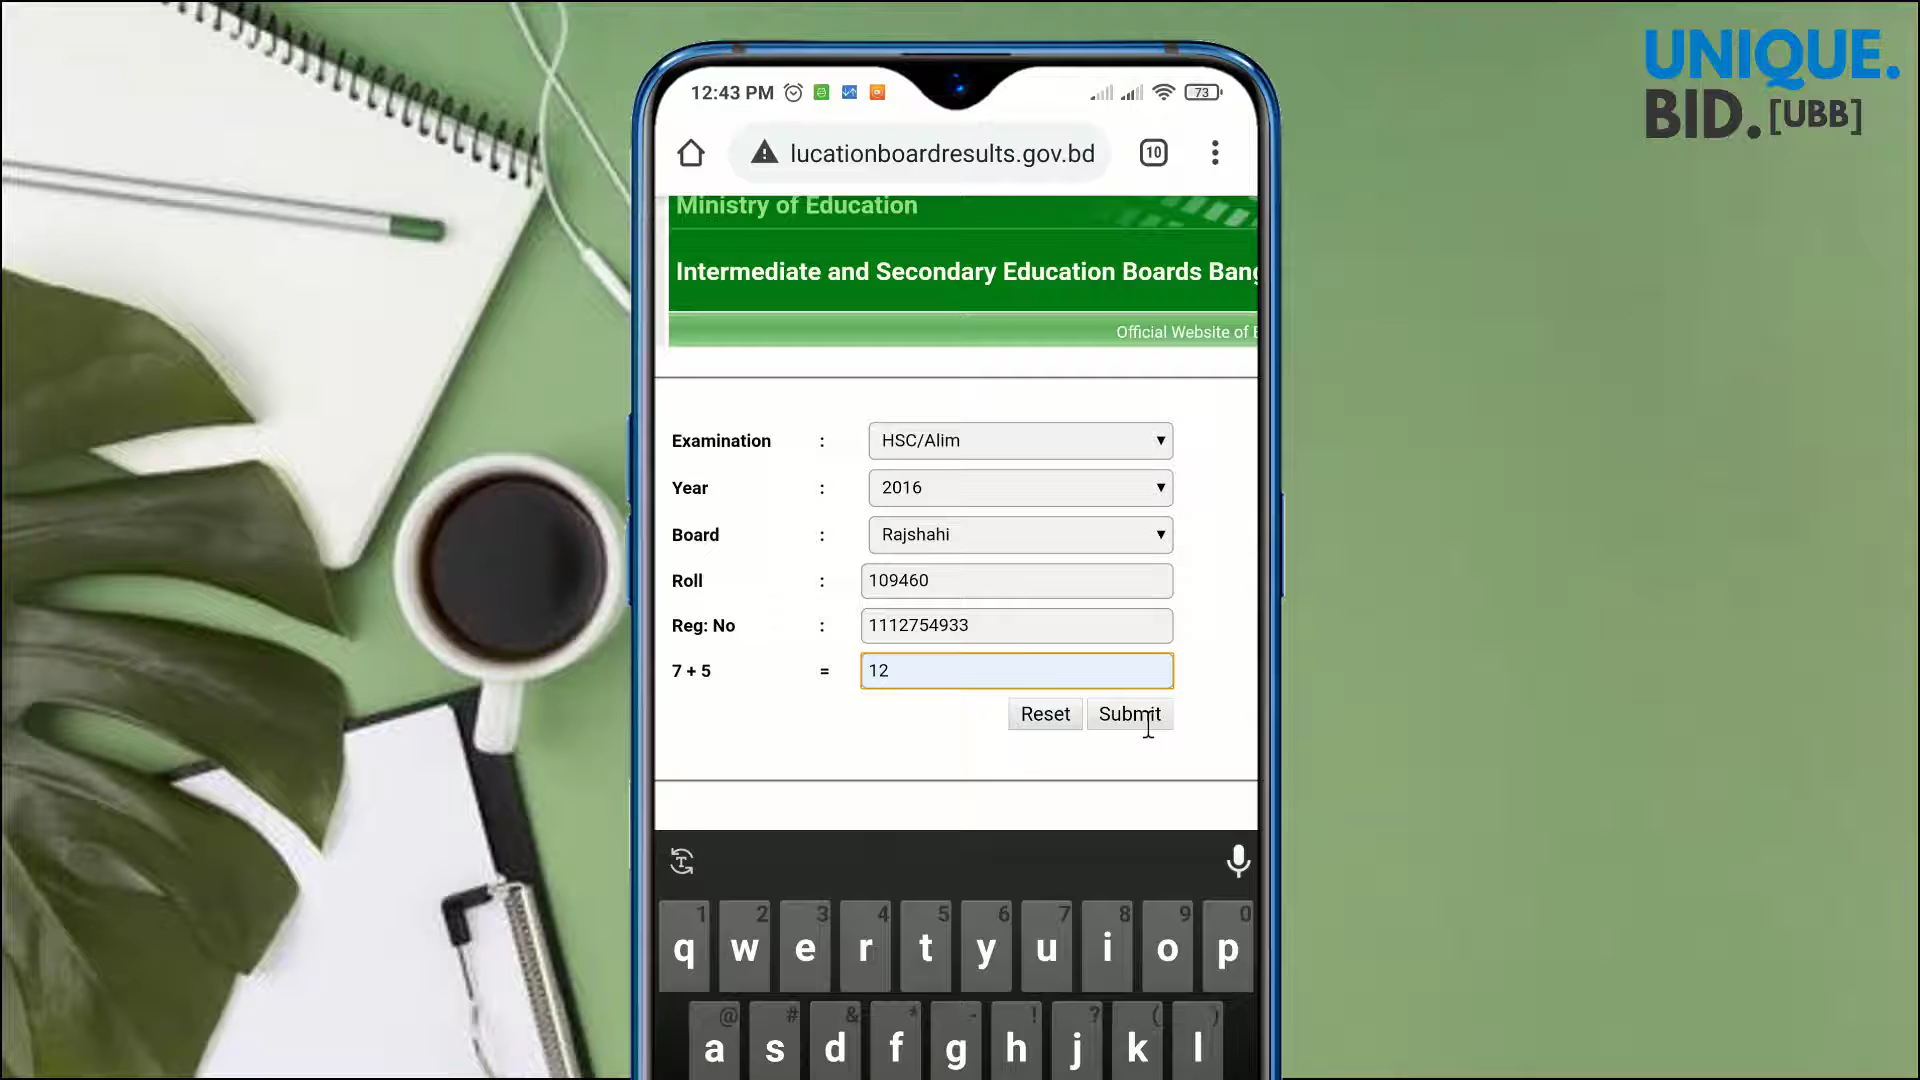 UNIQUE.
BID. [UBB]
12:43 PM
73
lucationboardresults.gov.bd
10
Ministry of Education
Intermediate and Secondary Education Boards Bang
Official Website of E
Examination : HSC/Alim
Year : 2016
Board : Rajshahi
Roll : 109460
Reg: No : 1112754933
7 + 5 = 12
Reset Submit
1 2 3 4 5 6 7 8 9 0
q w e r t y u i o p
@ # & * - ! ? ( )
a s d f g h j k l